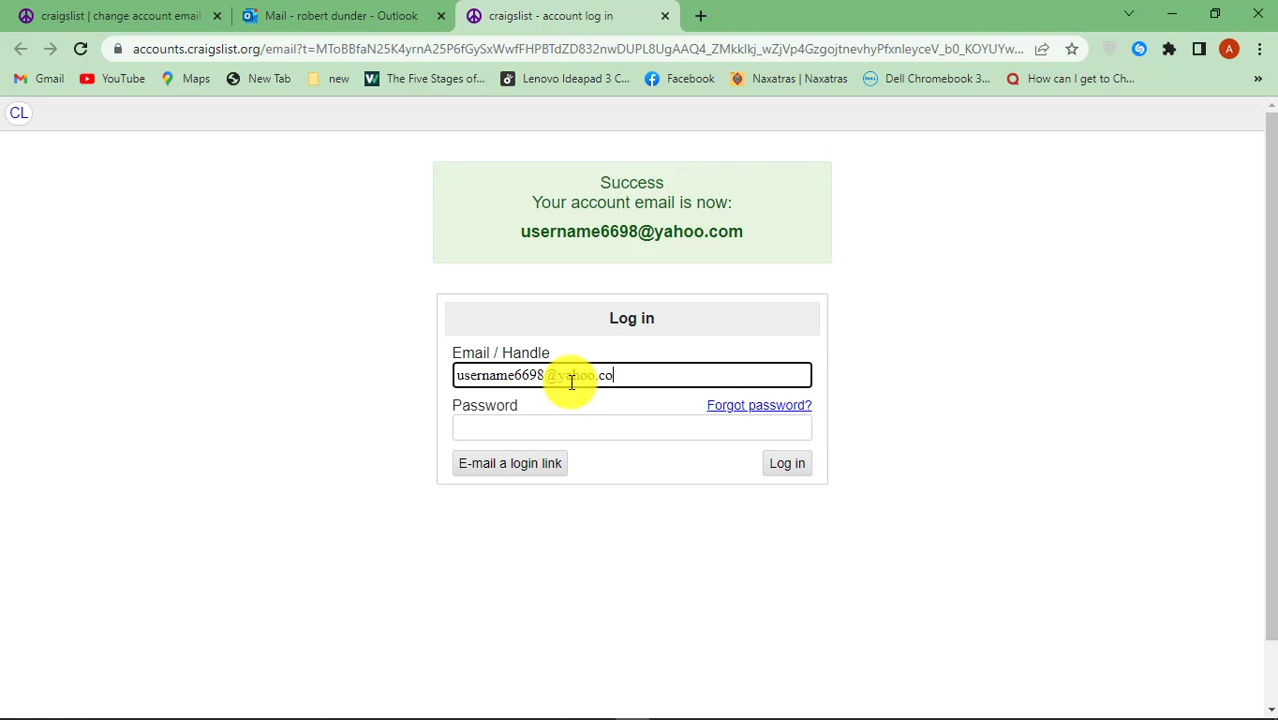 craigslist | change account email
Mail - robert dunder - Outlook
craigslist - account log in
accounts.craigslist.org/email?t=MToBBfaN25K4yrnA25P6fGySxWwfFHPBTdZD832nwDUPL8UgAAQ4_ZMkklkj_wZjVp4GzgojtnevhyPfxnleyceV_b0_KOYUYw...
Gmail
YouTube
Maps
New Tab
new
The Five Stages of...
Lenovo Ideapad 3 C...
Facebook
Naxatras | Naxatras
Dell Chromebook 3...
How can I get to Ch...
CL
Success
Your account email is now:
username6698@yahoo.com
Log in
Email / Handle
username6698@yahoo.co
Password
Forgot password?
E-mail a login link
Log in